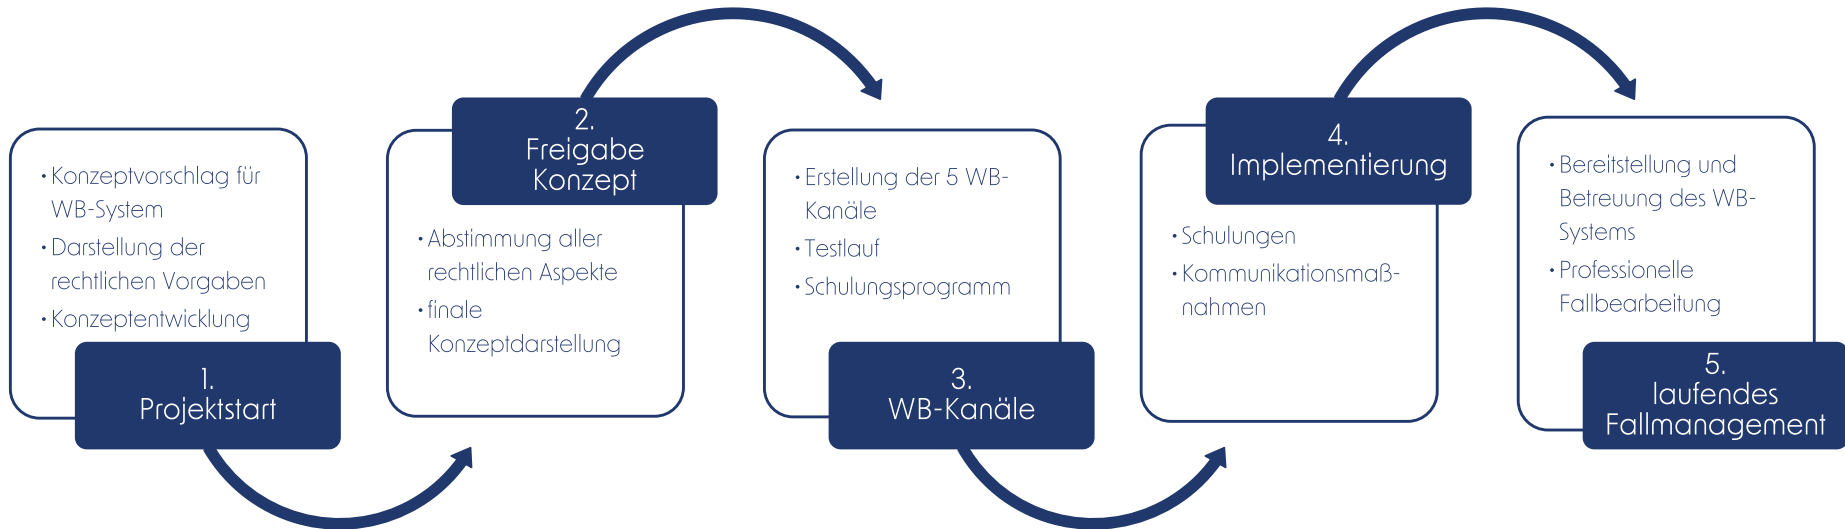 • Konzeptvorschlag für
WB-System
• Darstellung der
rechtlichen Vorgaben
• Konzeptentwicklung
1.
Projektstart
2.
Freigabe
Konzept
• Abstimmung aller
rechtlichen Aspekte
• finale
Konzeptdarstellung
• Erstellung der 5 WB-
Kanäle
• Testlauf
• Schulungsprogramm
3.
WB-Kanäle
4.
Implementierung
• Schulungen
• Kommunikationsmaß-
nahmen
• Bereitstellung und
Betreuung des WB-
Systems
• Professionelle
Fallbearbeitung
5.
laufendes
Fallmanagement